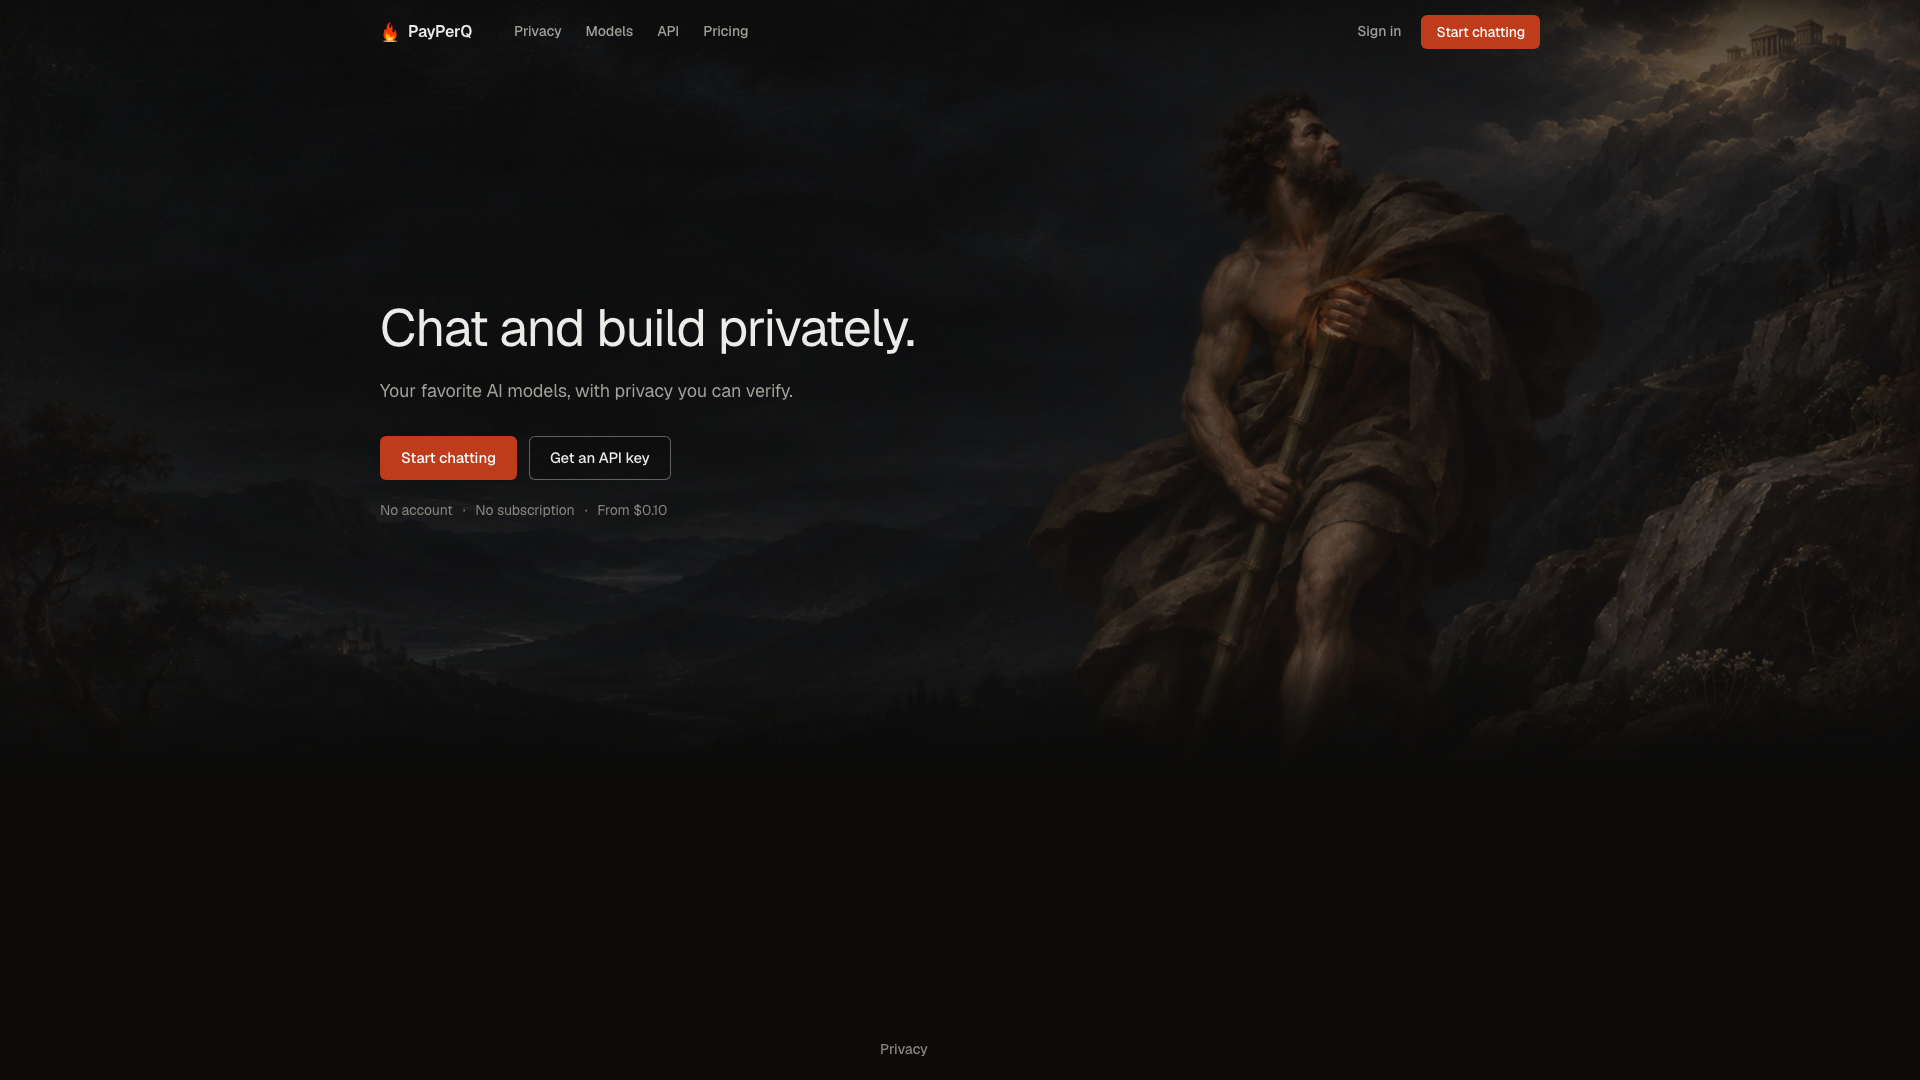 PayPerQ
Privacy
Models
API
Pricing
Sign in
Start chatting
Chat and build privately.
Your favorite AI models, with privacy you can verify.
Start chatting
Get an API key
No account · No subscription · From $0.10
Privacy